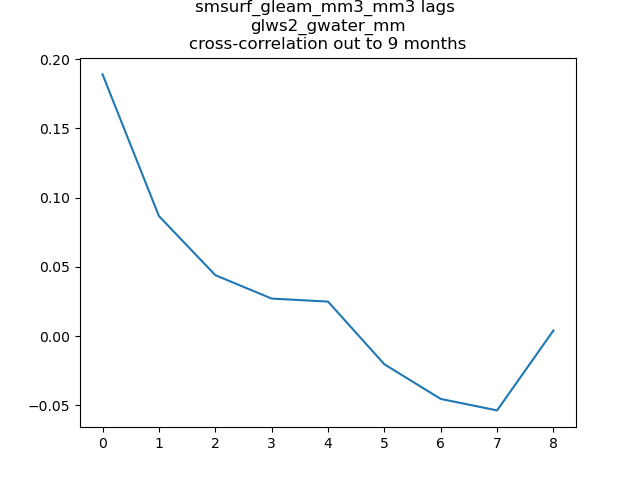 smsurf_gleam_mm3_mm3 lags
glws2_gwater_mm
cross-correlation out to 9 months
0.20
0.15
0.10
0.05
0.00
−0.05
0 1 2 3 4 5 6 7 8